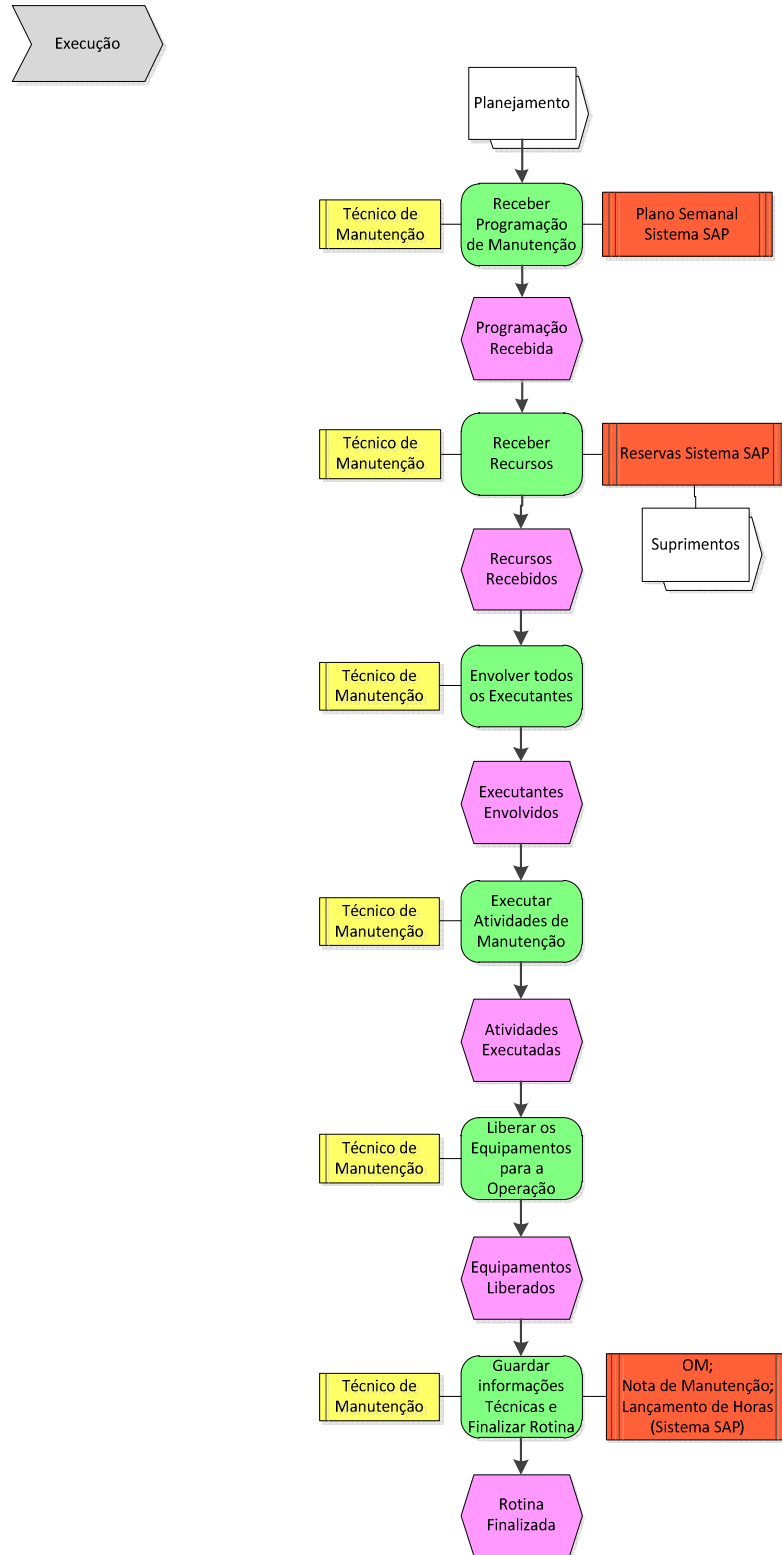 Execução
Planejamento
Técnico de
Manutenção
Receber
Programação
de Manutenção
Plano Semanal
Sistema SAP
Programação
Recebida
Técnico de
Manutenção
Receber
Recursos
Reservas Sistema SAP
Suprimentos
Recursos
Recebidos
Técnico de
Manutenção
Envolver todos
os Executantes
Executantes
Envolvidos
Técnico de
Manutenção
Executar
Atividades de
Manutenção
Atividades
Executadas
Técnico de
Manutenção
Liberar os
Equipamentos
para a
Operação
Equipamentos
Liberados
Técnico de
Manutenção
Guardar
informações
Técnicas e
Finalizar Rotina
OM;
Nota de Manutenção;
Lançamento de Horas
(Sistema SAP)
Rotina
Finalizada